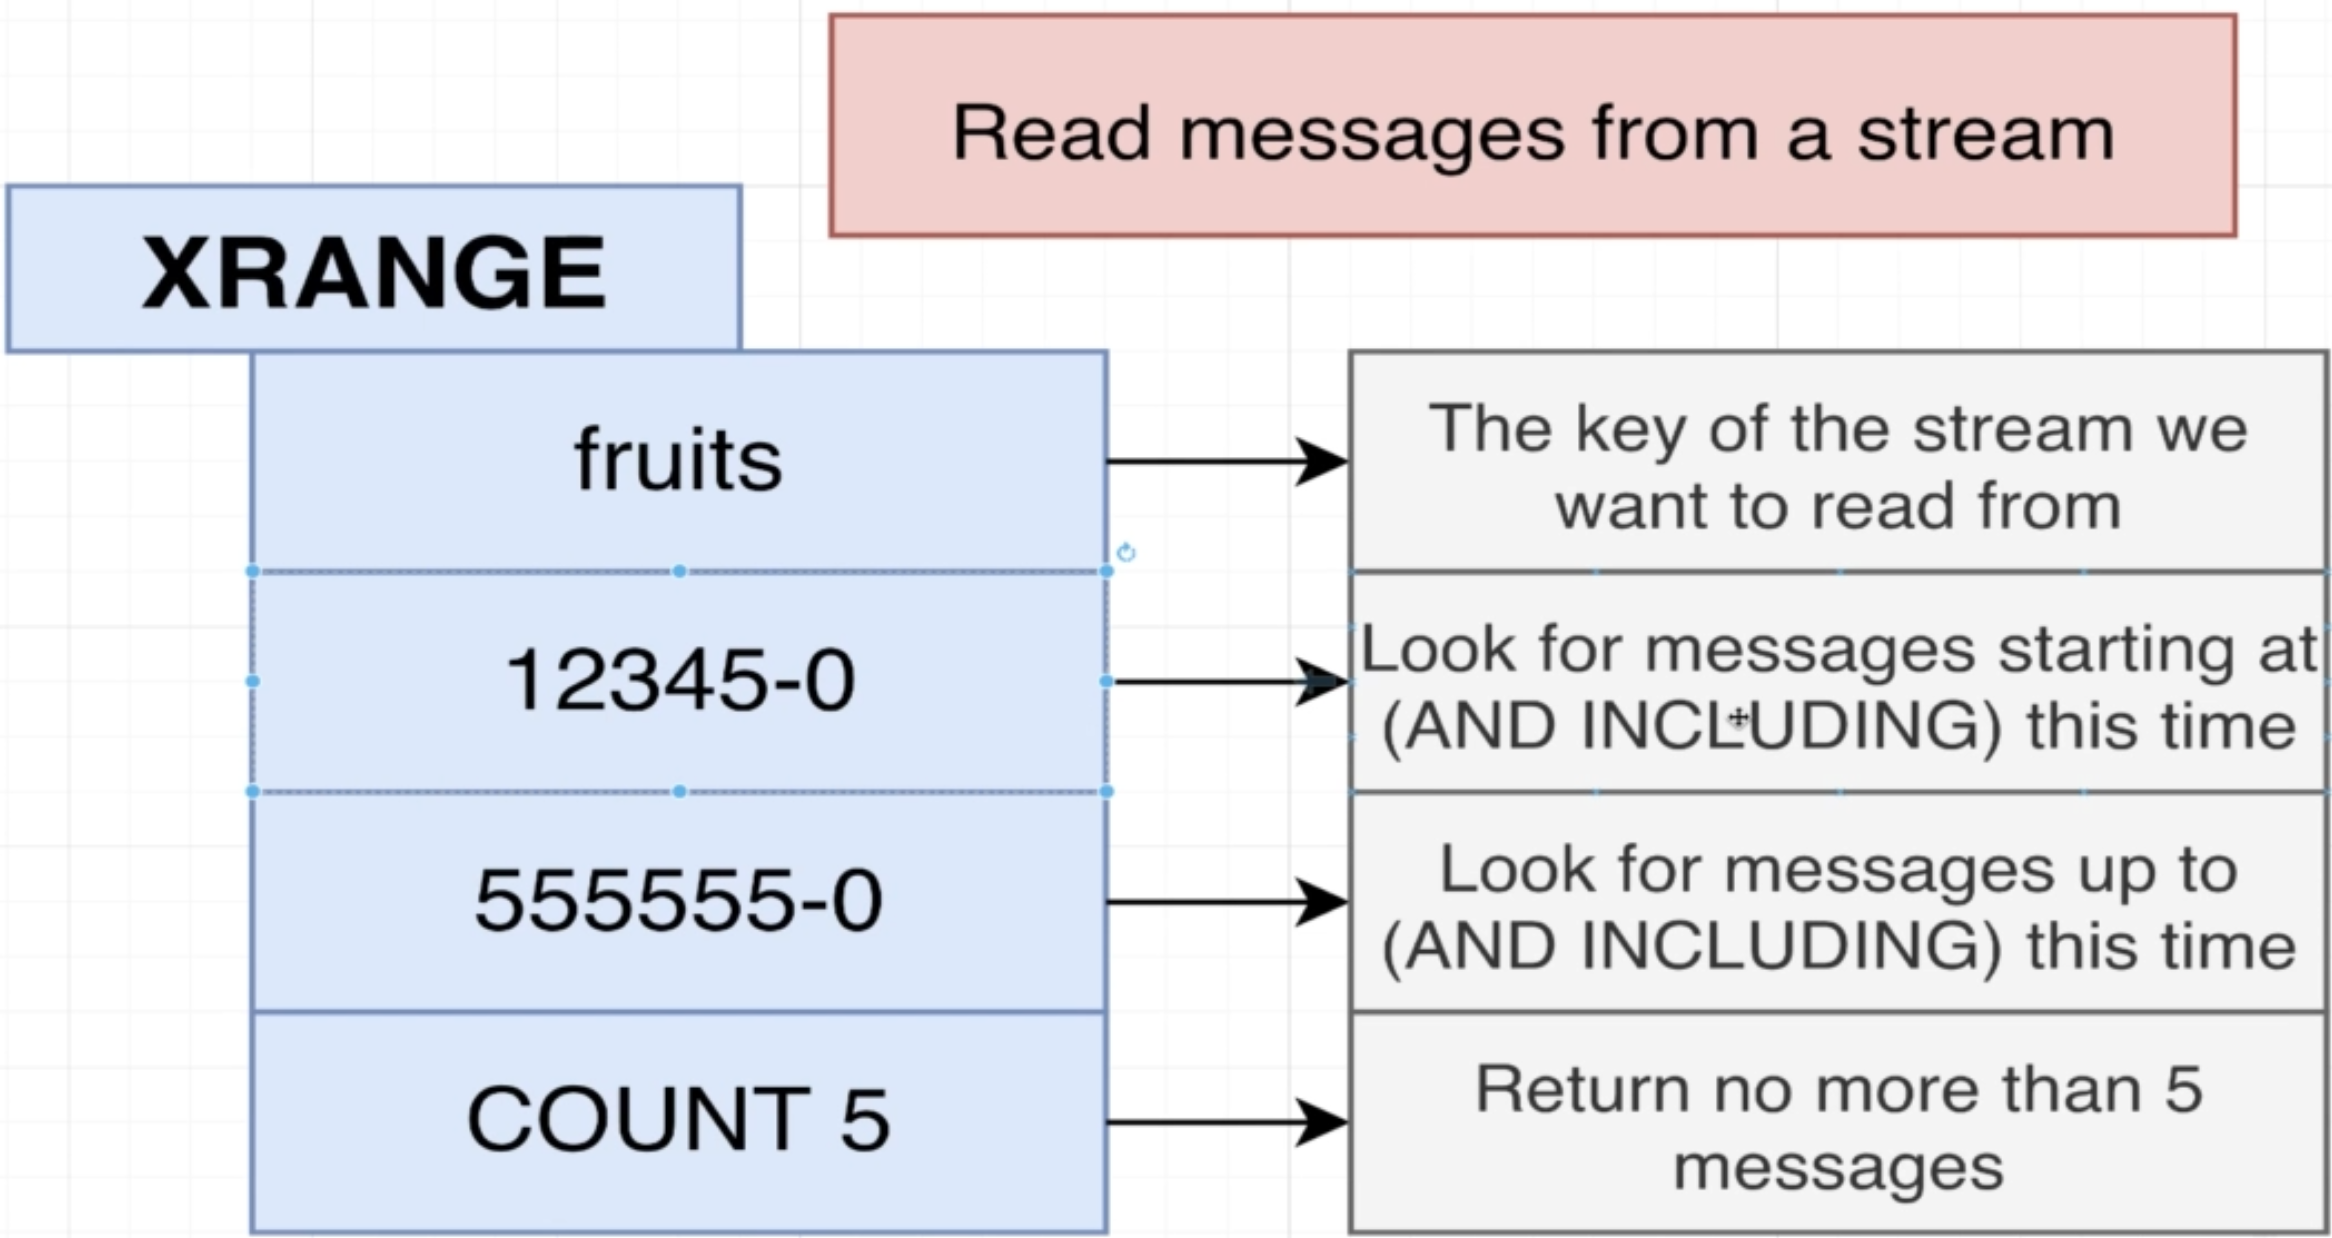 Read messages from a stream
XRANGE
fruits
The key of the stream we
want to read from
12345-0
Look for messages starting at
(AND INCLUDING) this time
555555-0
Look for messages up to
(AND INCLUDING) this time
COUNT 5
Return no more than 5
messages